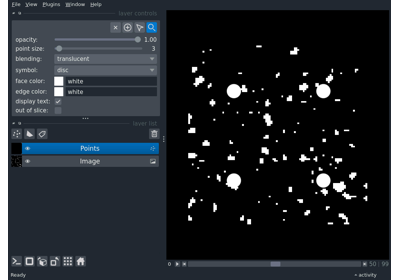 File View Plugins Window Help
layer controls
opacity: 1.00
point size: 3
blending: translucent
symbol: disc
face color: white
edge color: white
display text:
out of slice:
layer list
Points
Image
Ready
50 99
activity